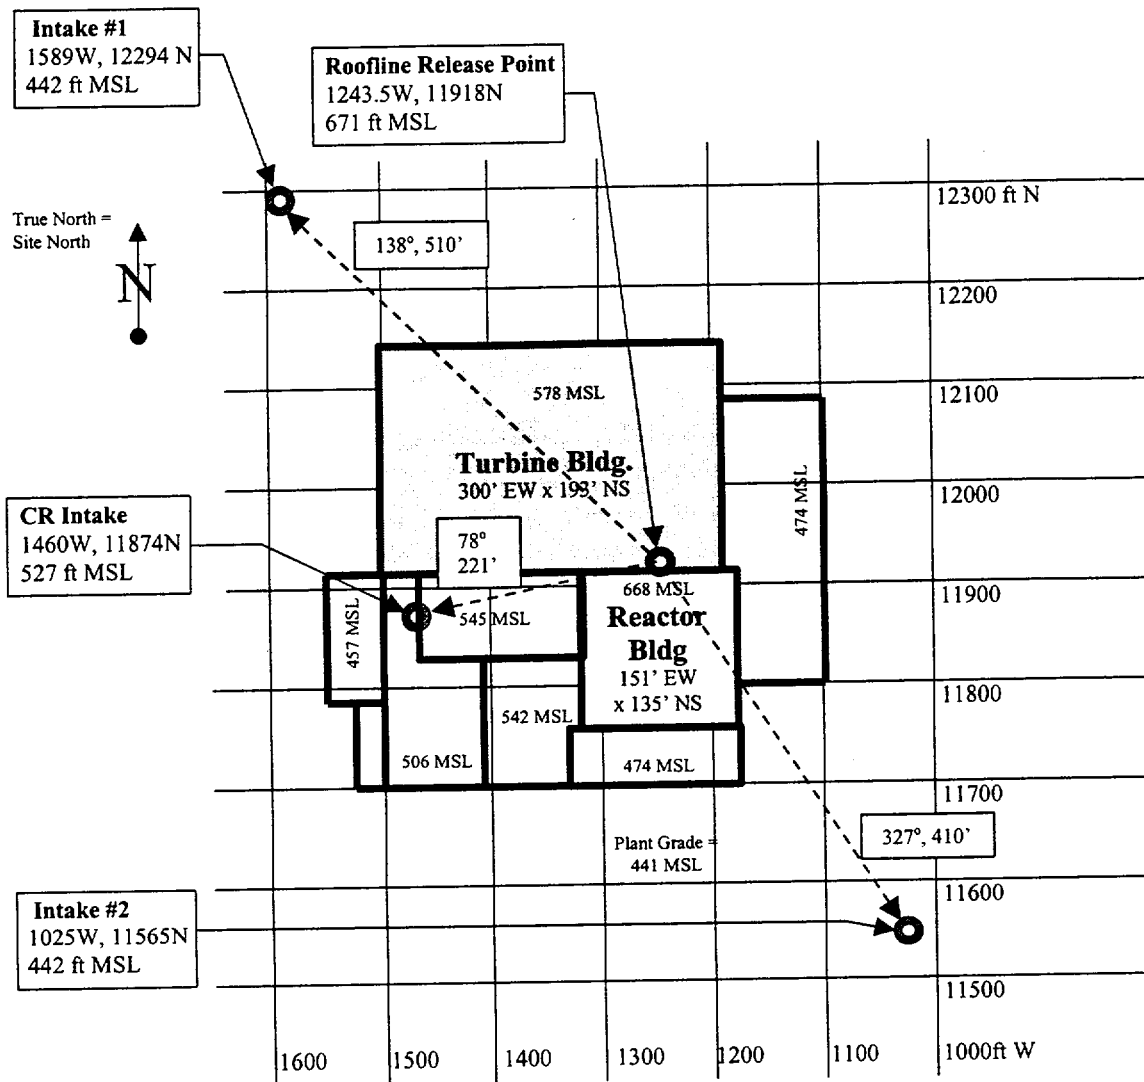 Intake #1
1589W, 12294 N
442 ft MSL
Roofline Release Point
1243.5W, 11918N
671 ft MSL
12300 ft N
True North =
Site North
N
138°, 510'
12200
578 MSL
12100
Turbine Bldg.
300' EW x 193' NS
474 MSL
12000
CR Intake
1460W, 11874N
527 ft MSL
78°
221'
668 MSL
11900
457 MSL
545 MSL
Reactor
Bldg
151' EW
x 135' NS
11800
542 MSL
506 MSL
474 MSL
11700
Plant Grade =
441 MSL
327°, 410'
11600
Intake #2
1025W, 11565N
442 ft MSL
11500
1600
1500
1400
1300
1200
1100
1000ft W